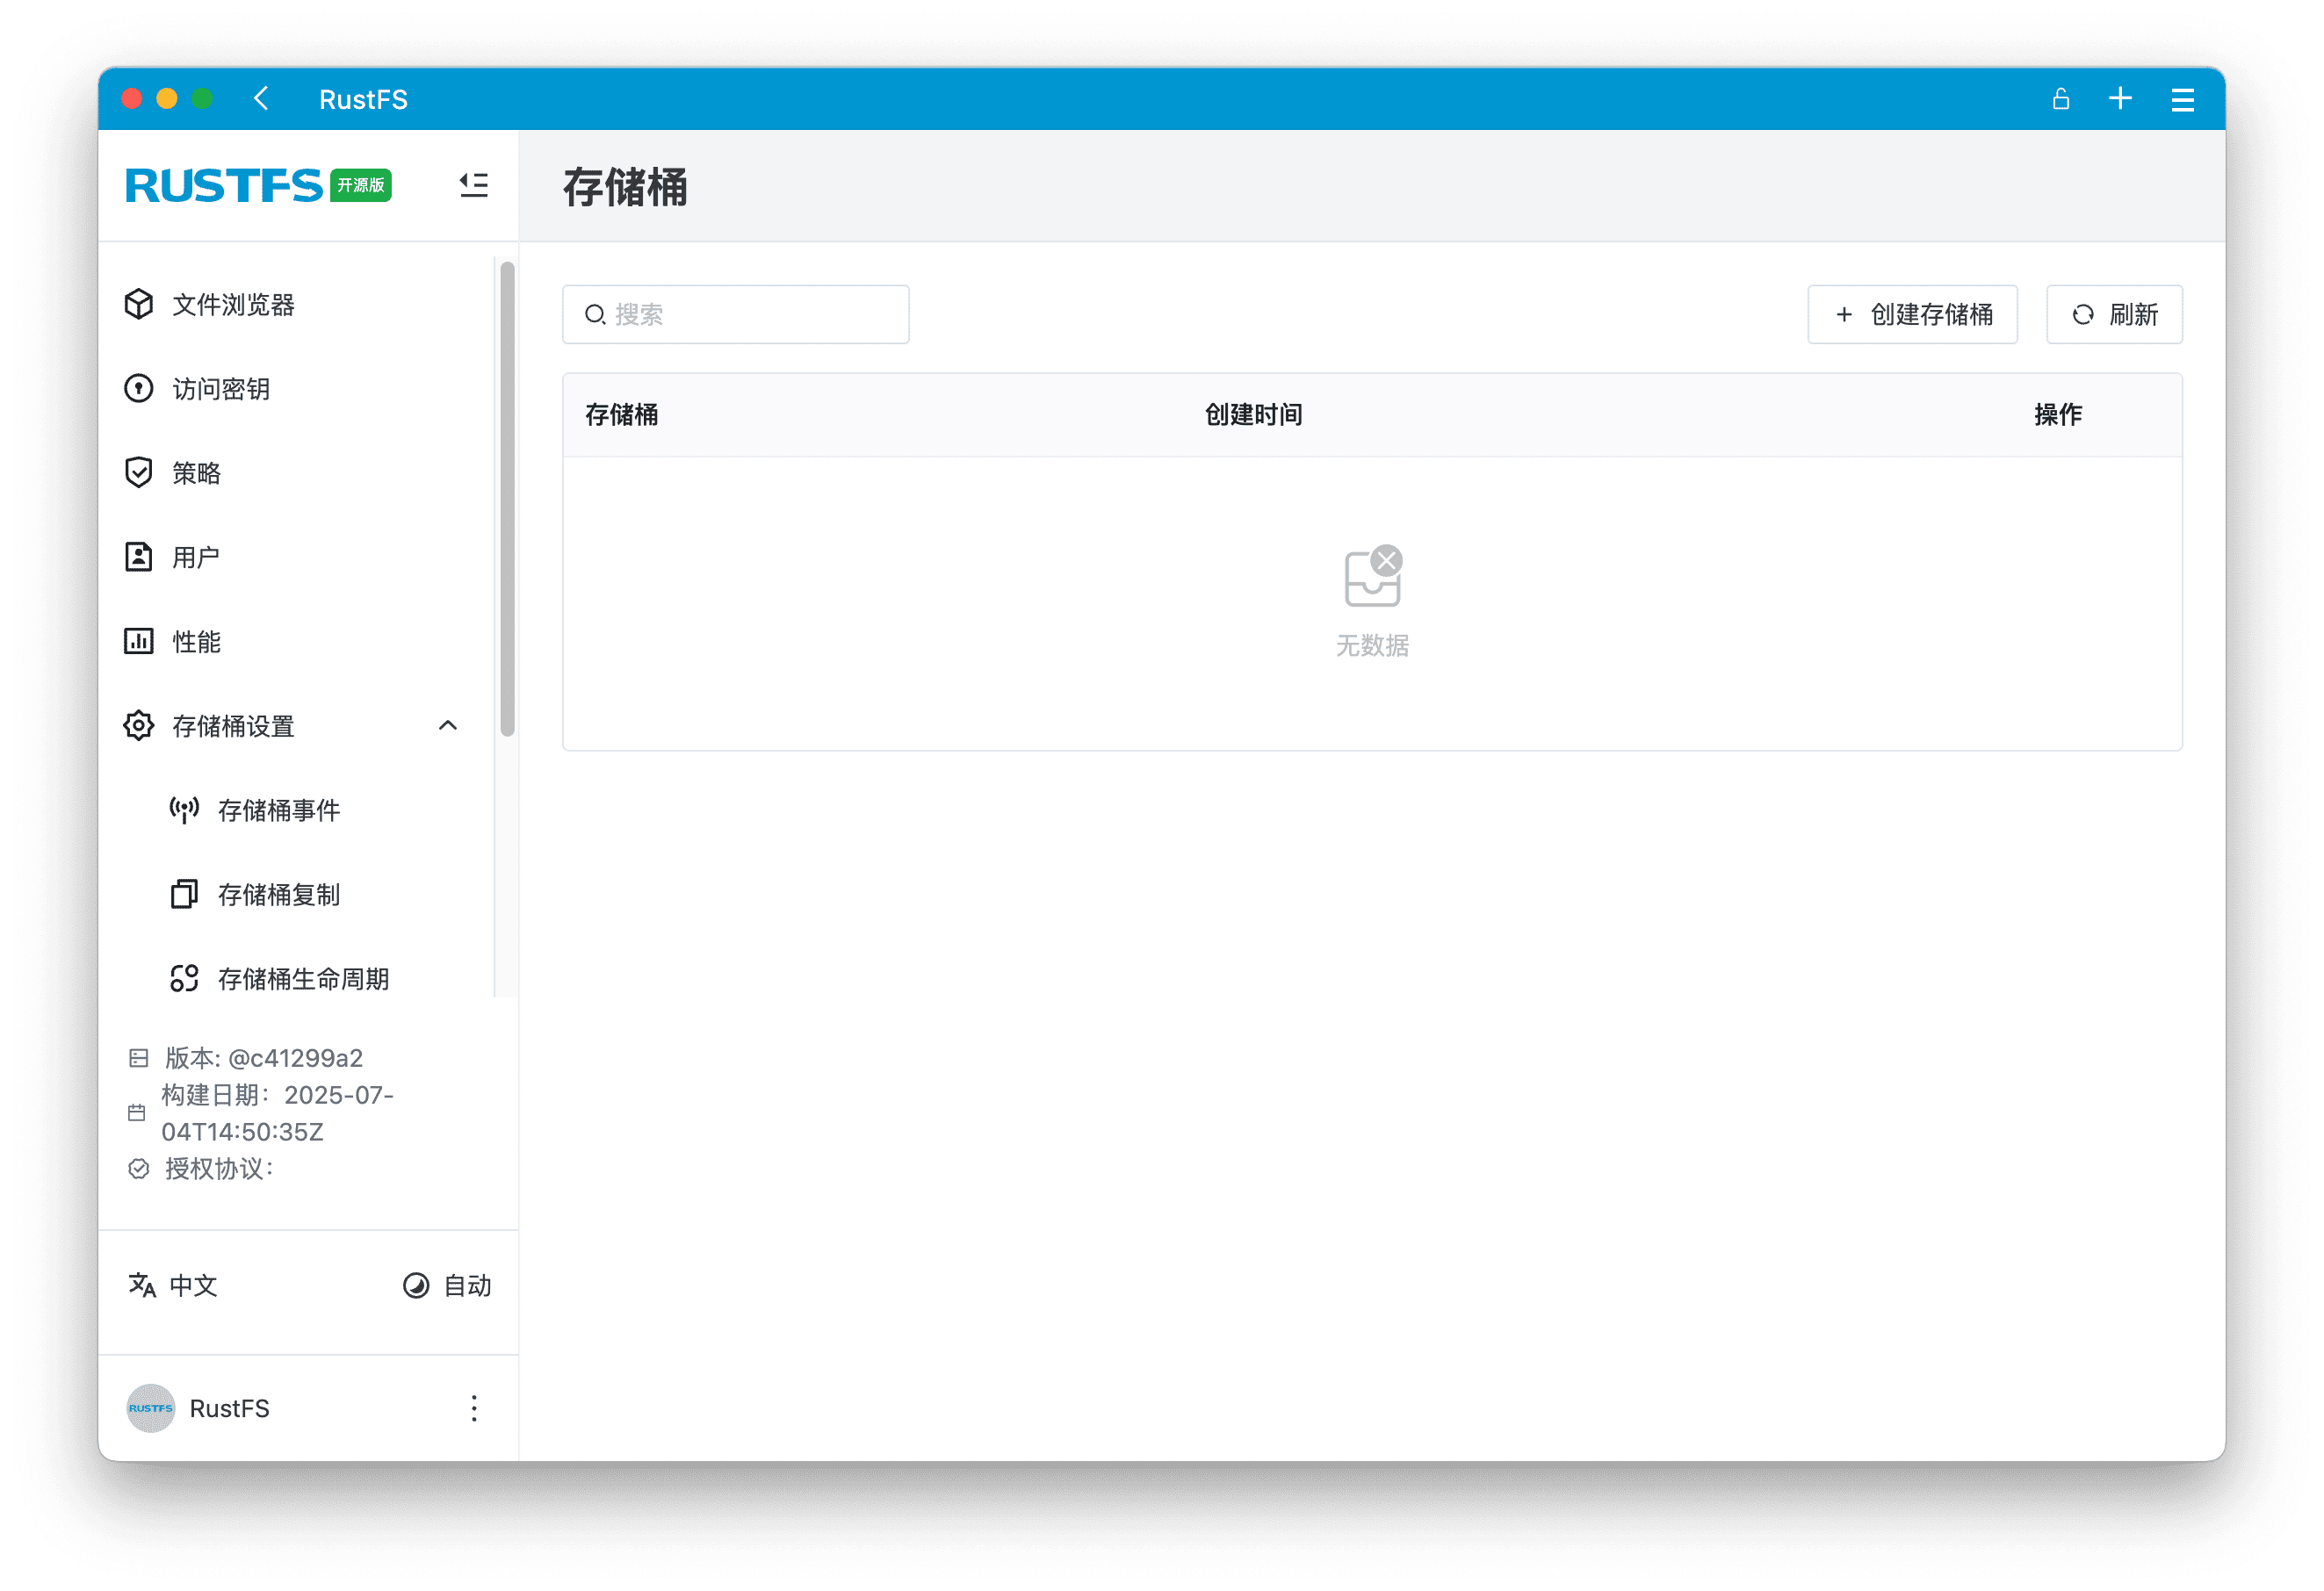 RustFS
RUSTFS 开源版
存储桶
文件浏览器
访问密钥
策略
用户
性能
存储桶设置
存储桶事件
存储桶复制
存储桶生命周期
版本: @c41299a2
构建日期：2025-07-
04T14:50:35Z
授权协议：
中文
自动
RUSTFS
RustFS
搜索
创建存储桶
刷新
存储桶 创建时间 操作
无数据